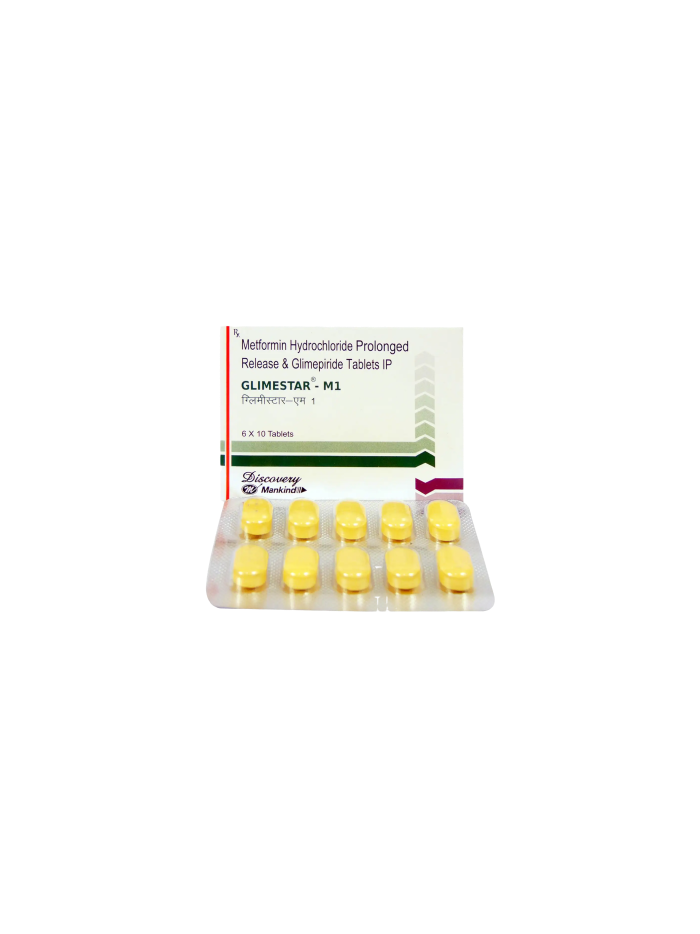 Rx
Metformin Hydrochloride Prolonged
Release & Glimepiride Tablets IP
GLIMESTAR® - M1
ग्लिमीस्टार–एम 1
6 X 10 Tablets
Discovery
Mankind